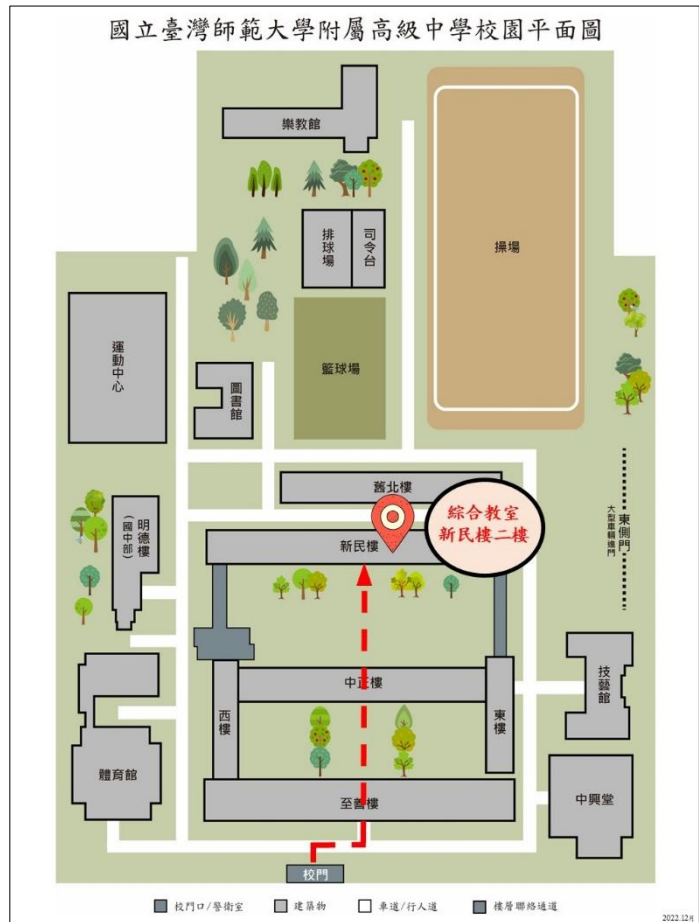 國立臺灣師範大學附屬高級中學校園平面圖
樂教館
排球場
司令台
操場
運動中心
圖書館
籃球場
舊北樓
綜合教室
新民樓二樓
新民樓
明德樓
(國中部)
東側門
大型車輛進門
中正樓
西樓
東樓
技藝館
體育館
至善樓
中興堂
校門
校門口/警衛室
建築物
車道/行人道
樓層聯絡通道
2022.12月